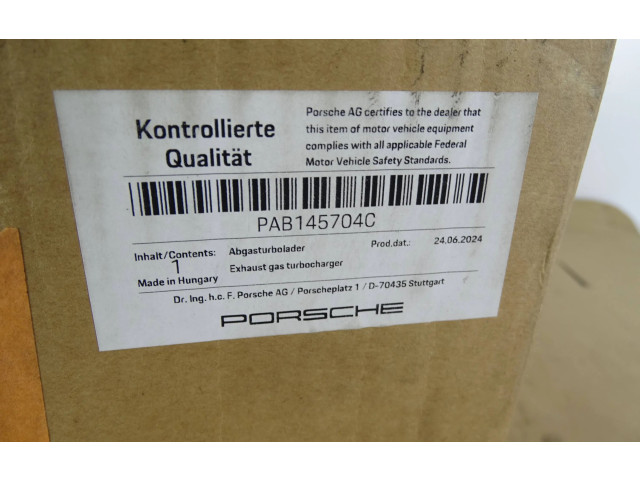 Kontrollierte
Qualität
Porsche AG certifies to the dealer that
this item of motor vehicle equipment
complies with all applicable Federal
Motor Vehicle Safety Standards.
PAB145704C
Inhalt/Contents: Abgasturbolader Prod.dat.: 24.06.2024
1 Exhaust gas turbocharger
Made in Hungary
Dr. Ing. h.c. F. Porsche AG / Porscheplatz 1 / D-70435 Stuttgart
PORSCHE